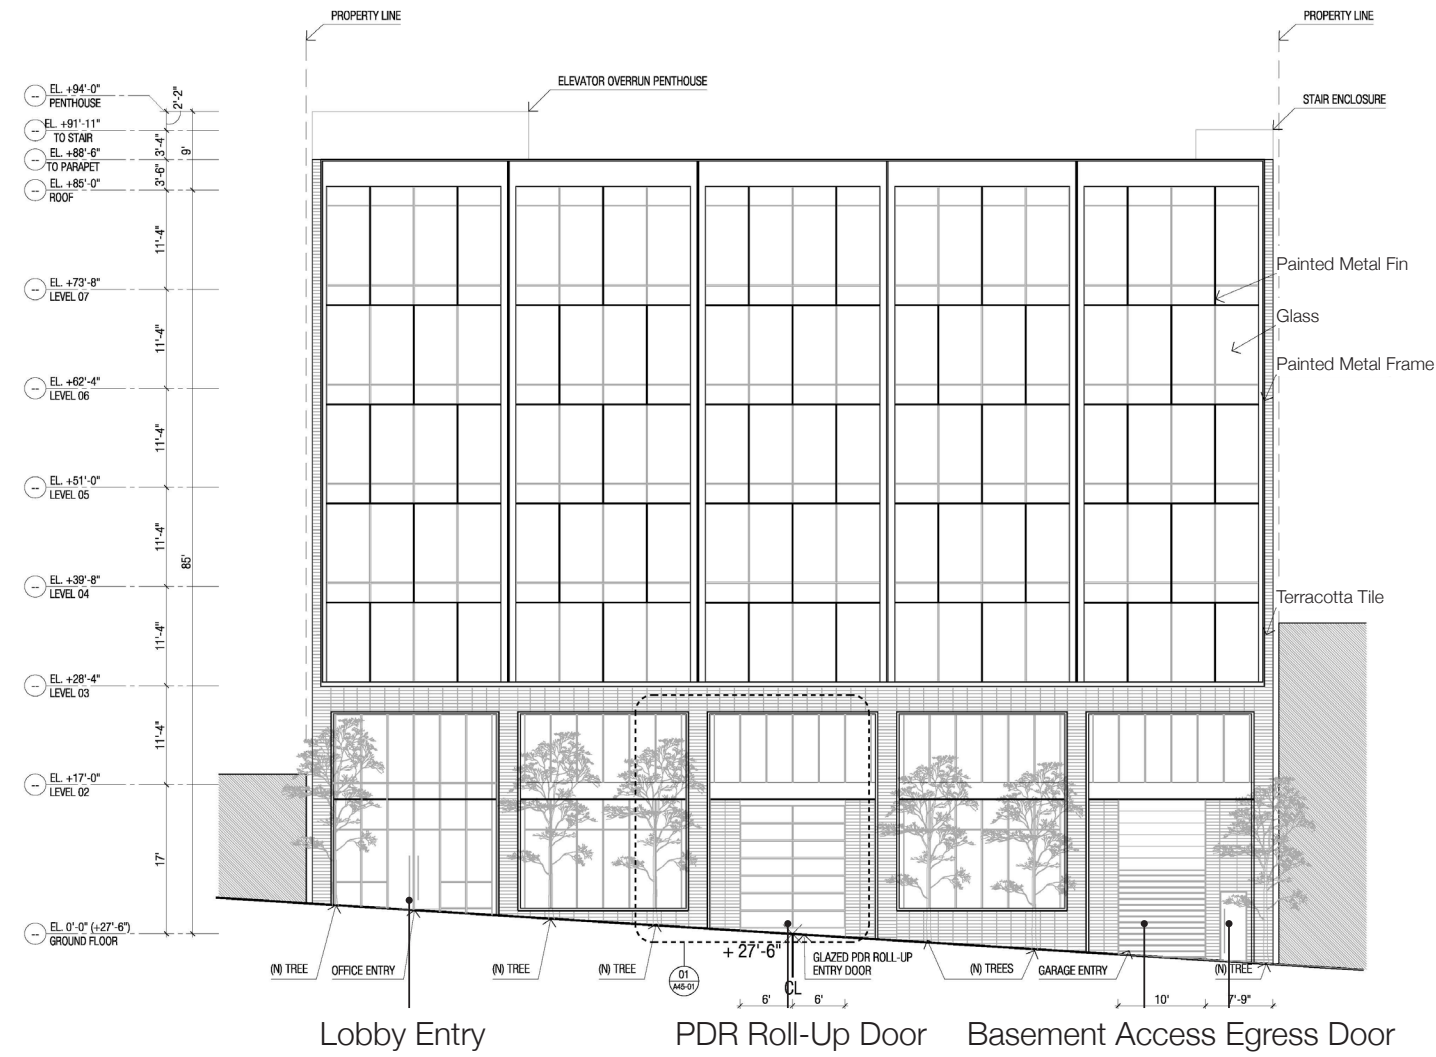 PROPERTY LINE
PROPERTY LINE
ELEVATOR OVERRUN PENTHOUSE
STAIR ENCLOSURE
EL. +94'-0"
PENTHOUSE
2'-2"
EL. +91'-11"
TO STAIR
3'-4"
9'
EL. +88'-6"
TO PARAPET
3'-6"
EL. +85'-0"
ROOF
11'-4"
Painted Metal Fin
EL. +73'-8"
LEVEL 07
Glass
11'-4"
Painted Metal Frame
EL. +62'-4"
LEVEL 06
11'-4"
EL. +51'-0"
LEVEL 05
11'-4"
85'
EL. +39'-8"
LEVEL 04
Terracotta Tile
11'-4"
EL. +28'-4"
LEVEL 03
11'-4"
EL. +17'-0"
LEVEL 02
17'
EL. 0'-0" (+27'-6")
GROUND FLOOR
(N) TREE
OFFICE ENTRY
(N) TREE
(N) TREE
01
A45-01
+ 27'-6"
CL
GLAZED PDR ROLL-UP
ENTRY DOOR
(N) TREES
GARAGE ENTRY
(N) TREE
6'
6'
10'
7'-9"
Lobby Entry
PDR Roll-Up Door
Basement Access Egress Door